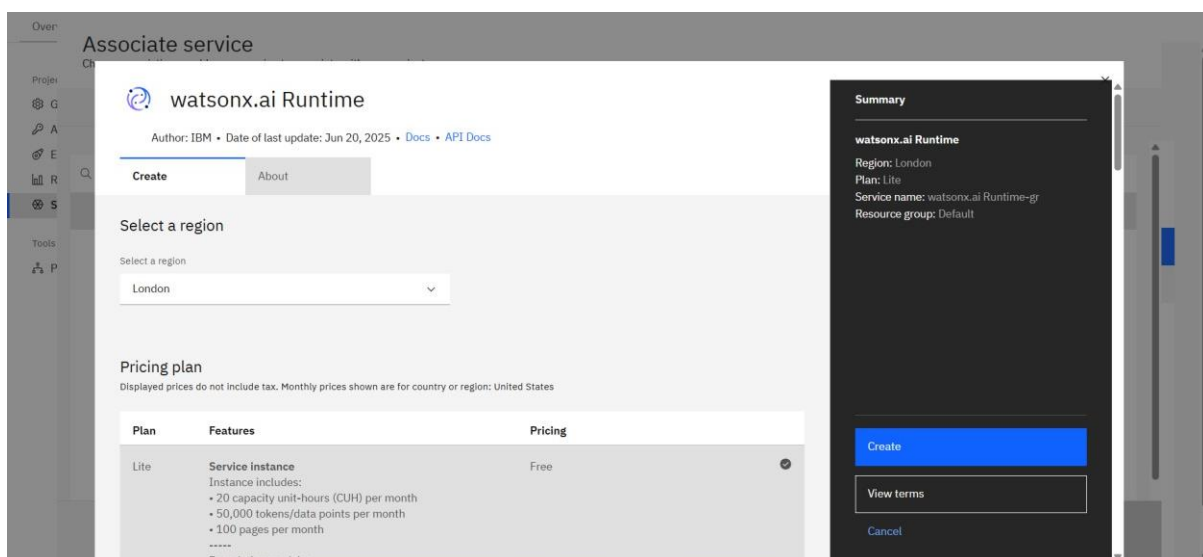 Over
Associate service
Ch
Projec
G
A
E
R
S
Tools
P
watsonx.ai Runtime
Author: IBM • Date of last update: Jun 20, 2025 • Docs • API Docs
Create About
Select a region
Select a region
London
Pricing plan
Displayed prices do not include tax. Monthly prices shown are for country or region: United States
Plan Features Pricing
Lite Service instance Free
Instance includes:
• 20 capacity unit-hours (CUH) per month
• 50,000 tokens/data points per month
• 100 pages per month
-----
Summary
watsonx.ai Runtime
Region: London
Plan: Lite
Service name: watsonx.ai Runtime-gr
Resource group: Default
Create
View terms
Cancel